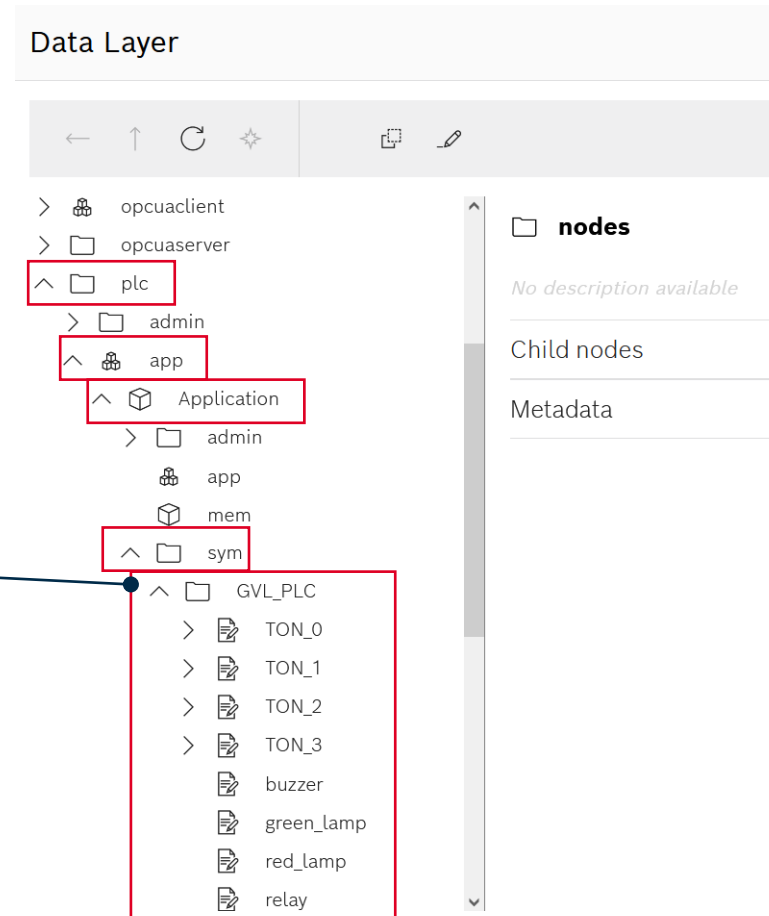 Data Layer
opcuaclient
opcuaserver
plc
admin
app
Application
admin
app
mem
sym
GVL_PLC
TON_0
TON_1
TON_2
TON_3
buzzer
green_lamp
red_lamp
relay
nodes
No description available
Child nodes
Metadata